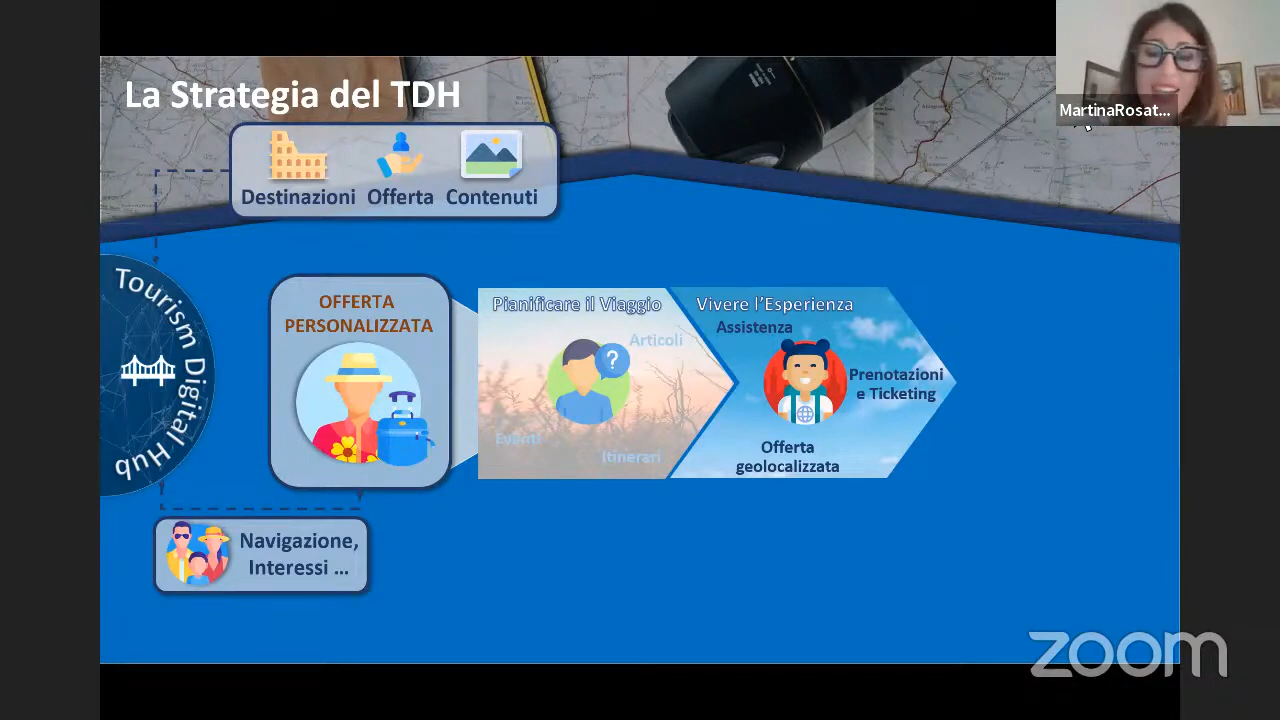 La Strategia del TDH
MartinaRosat...
Destinazioni Offerta Contenuti
Tourism Digital Hub
OFFERTA
PERSONALIZZATA
Pianificare il Viaggio
Articoli
Eventi
Itinerari
Vivere l'Esperienza
Assistenza
Prenotazioni
e Ticketing
Offerta
geolocalizzata
Navigazione,
Interessi ...
zoom